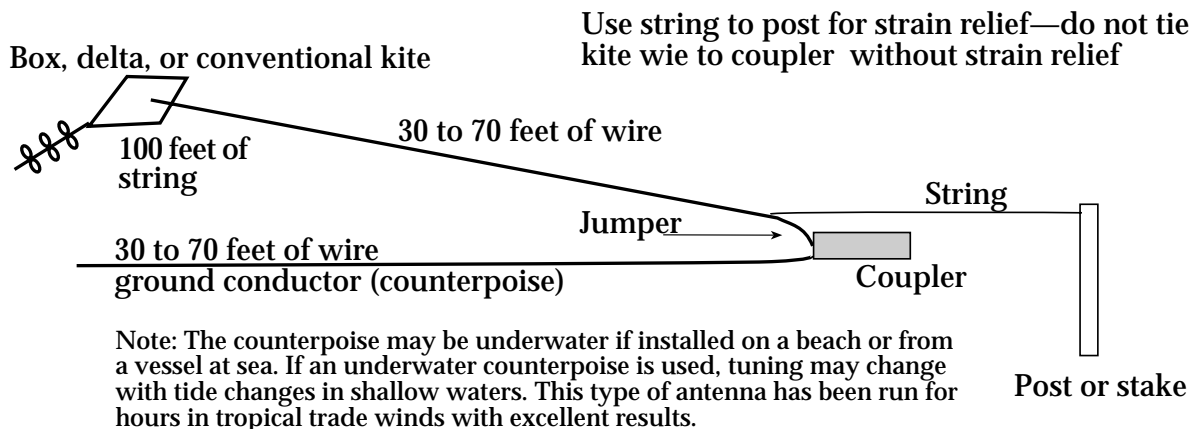 Use string to post for strain relief—do not tie
kite wie to coupler without strain relief
Box, delta, or conventional kite
30 to 70 feet of wire
100 feet of
string
String
Jumper
30 to 70 feet of wire
ground conductor (counterpoise)
Coupler
Note: The counterpoise may be underwater if installed on a beach or from
a vessel at sea. If an underwater counterpoise is used, tuning may change
with tide changes in shallow waters. This type of antenna has been run for
hours in tropical trade winds with excellent results.
Post or stake